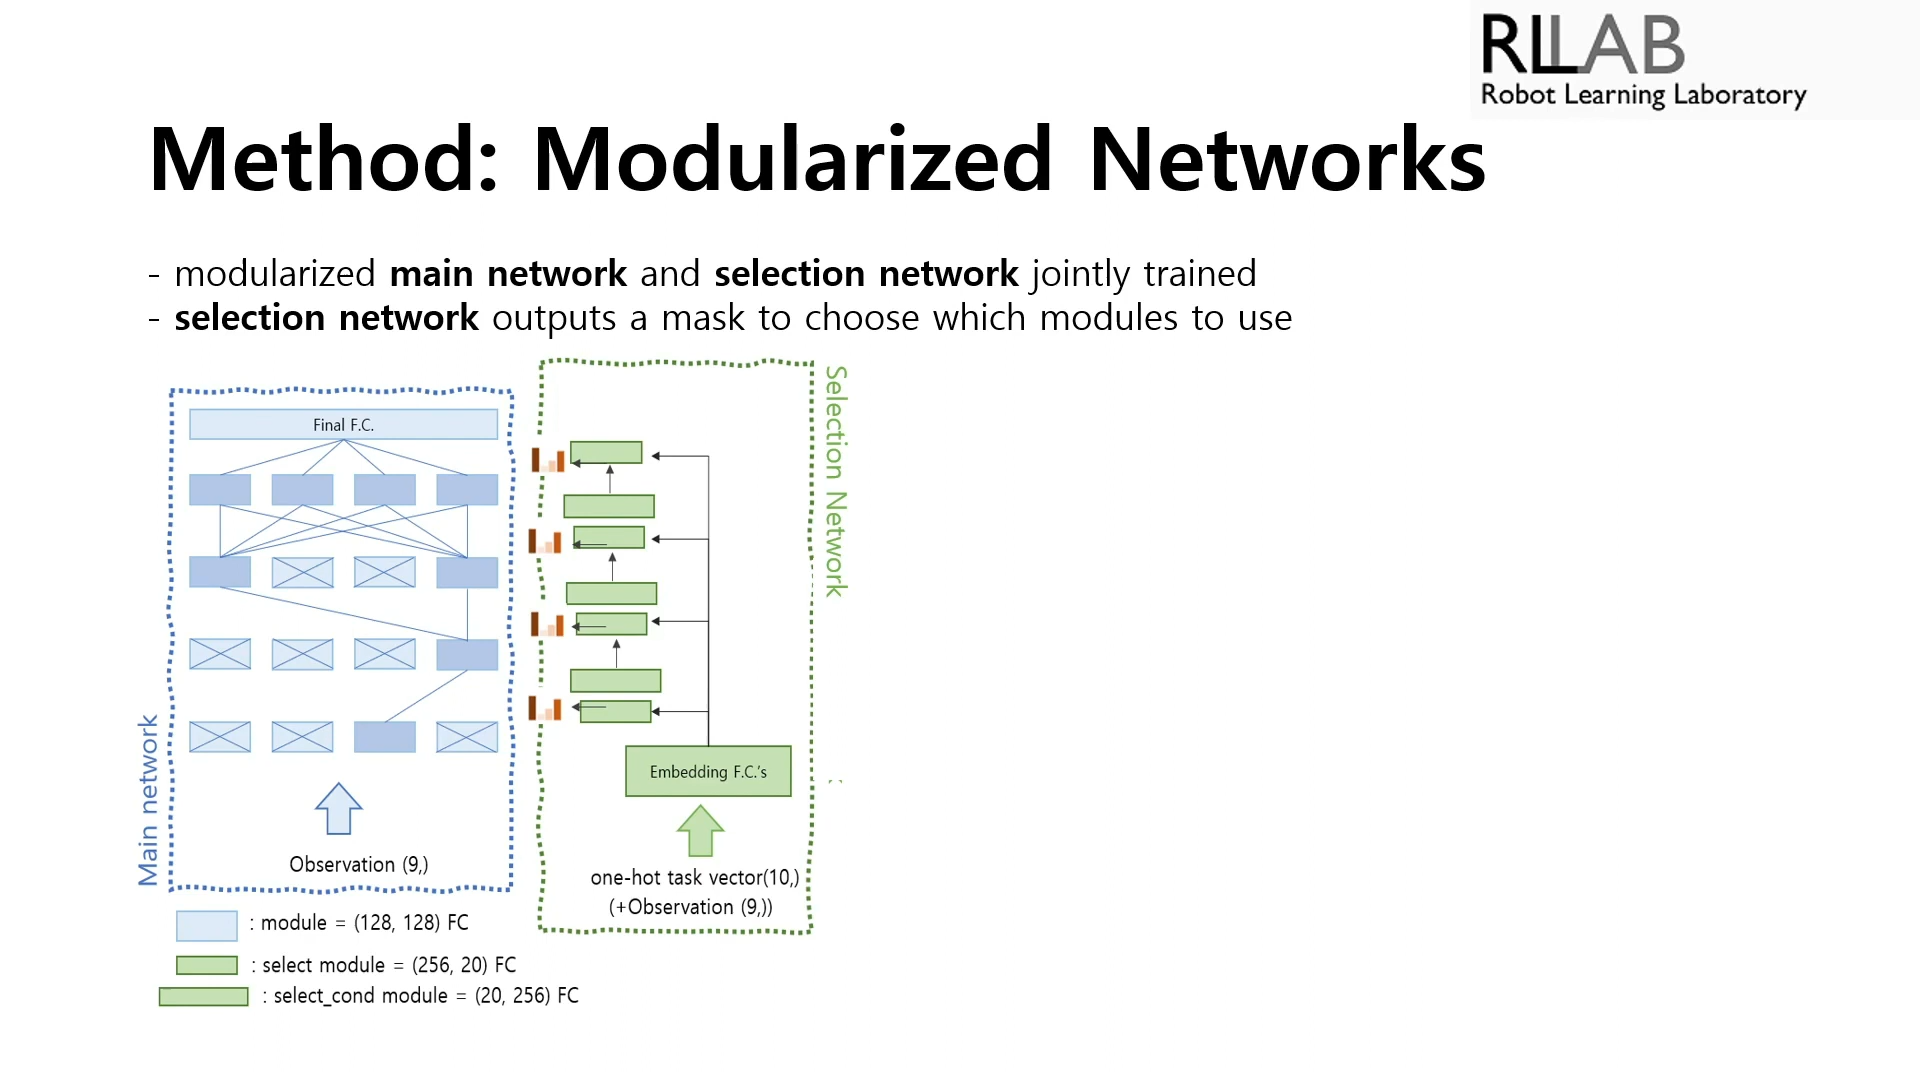 RLLAB
Robot Learning Laboratory
Method: Modularized Networks
- modularized main network and selection network jointly trained
- selection network outputs a mask to choose which modules to use
Final F.C.
Main network
Observation (9,)
Selection Network
Embedding F.C.'s
one-hot task vector(10,)
(+Observation (9,))
: module = (128, 128) FC
: select module = (256, 20) FC
: select_cond module = (20, 256) FC